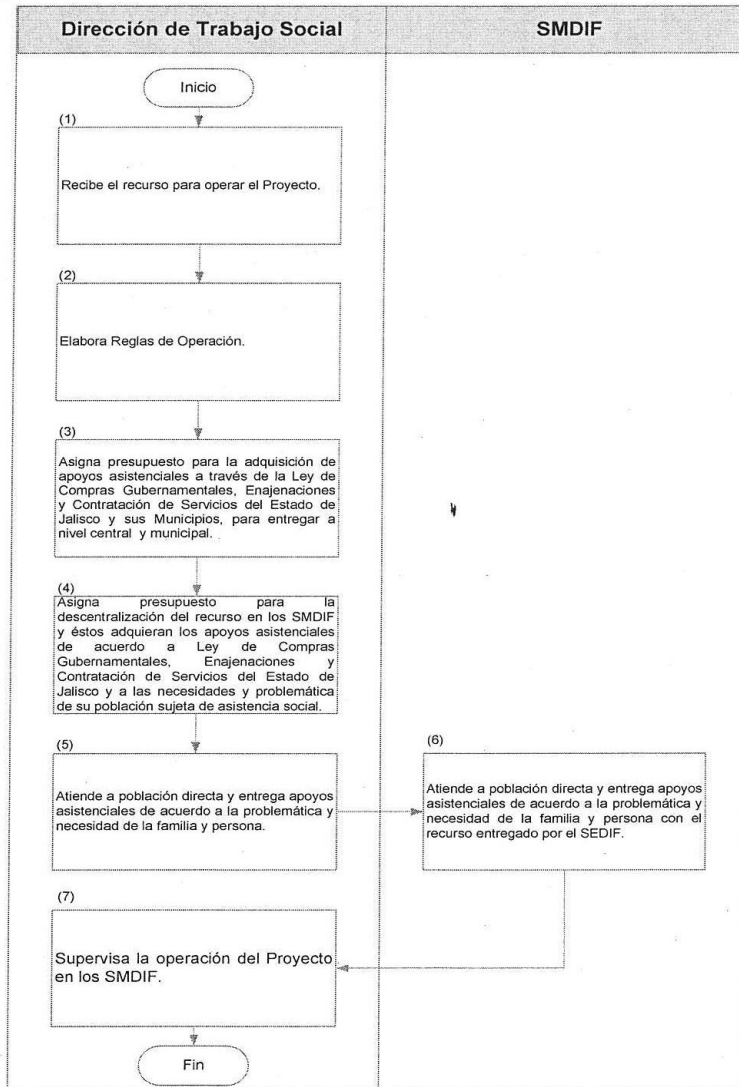 Dirección de Trabajo Social
SMDIF
Inicio
(1)
Recibe el recurso para operar el Proyecto.
(2)
Elabora Reglas de Operación.
(3)
Asigna presupuesto para la adquisición de
apoyos asistenciales a través de la Ley de
Compras Gubernamentales, Enajenaciones
y Contratación de Servicios del Estado de
Jalisco y sus Municipios, para entregar a
nivel central y municipal.
(4)
Asigna presupuesto para la
descentralización del recurso en los SMDIF
y éstos adquieran los apoyos asistenciales
de acuerdo a Ley de Compras
Gubernamentales, Enajenaciones y
Contratación de Servicios del Estado de
Jalisco y a las necesidades y problemática
de su población sujeta de asistencia social.
(5)
Atiende a población directa y entrega apoyos
asistenciales de acuerdo a la problemática y
necesidad de la familia y persona.
(6)
Atiende a población directa y entrega apoyos
asistenciales de acuerdo a la problemática y
necesidad de la familia y persona con el
recurso entregado por el SEDIF.
(7)
Supervisa la operación del Proyecto
en los SMDIF.
Fin